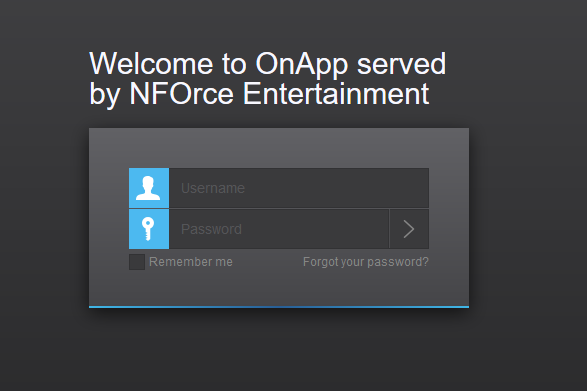 Welcome to OnApp served
by NFOrce Entertainment
Username
Password
Remember me
Forgot your password?